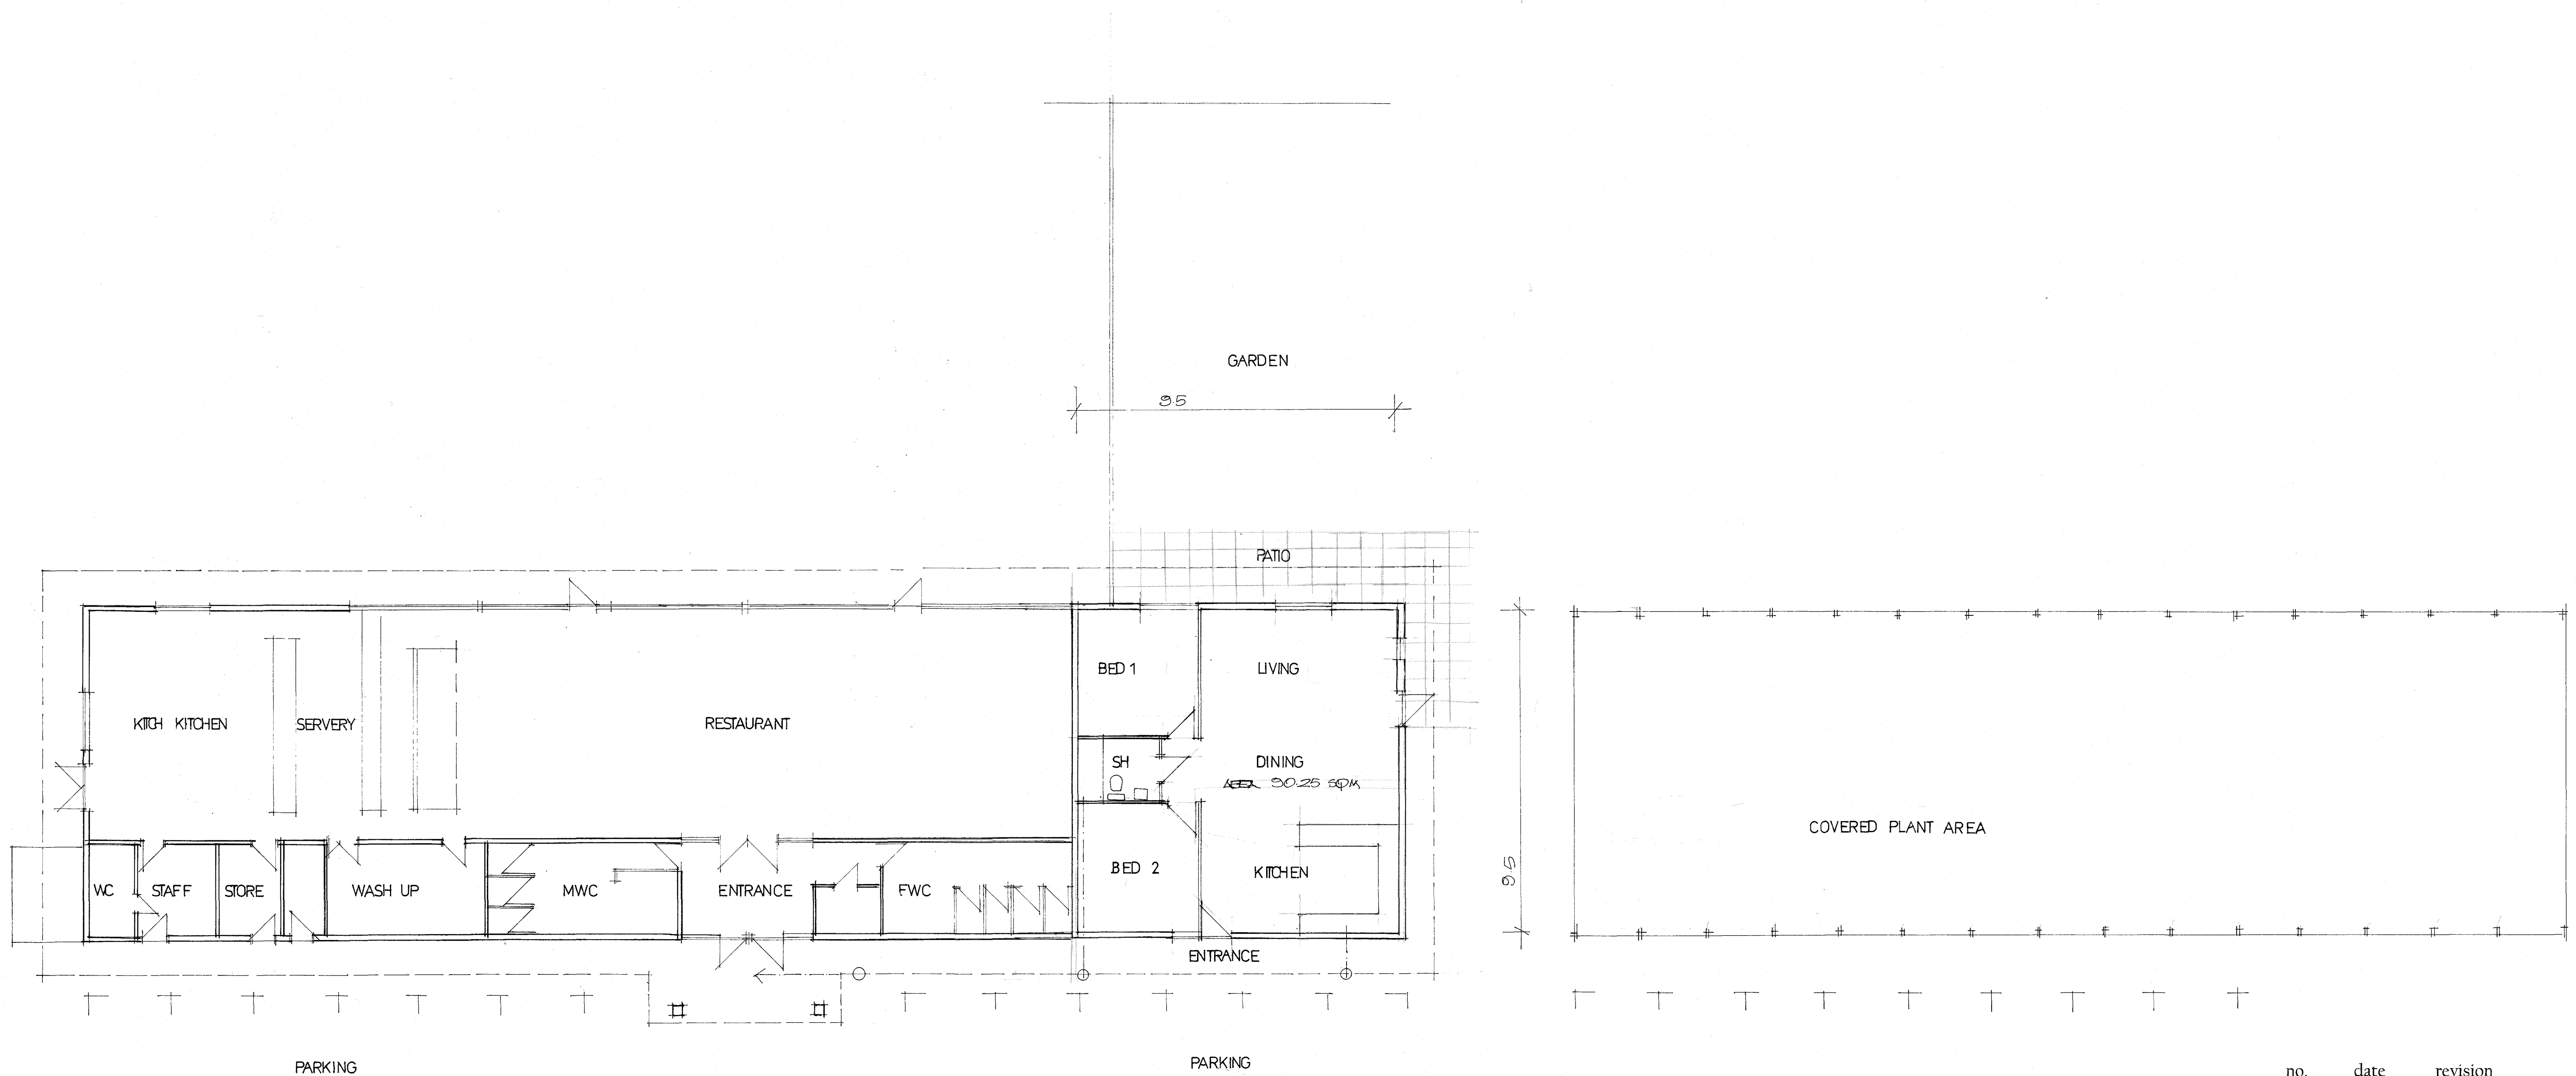 GARDEN
9.5
PATIO
BED 1
LIVING
KITCH KITCHEN
SERVERY
RESTAURANT
SH
DINING
90.25 SQM
COVERED PLANT AREA
9.5
WC
STAFF
STORE
WASH UP
MWC
ENTRANCE
FWC
BED 2
KITCHEN
ENTRANCE
PARKING
PARKING
no. date revision